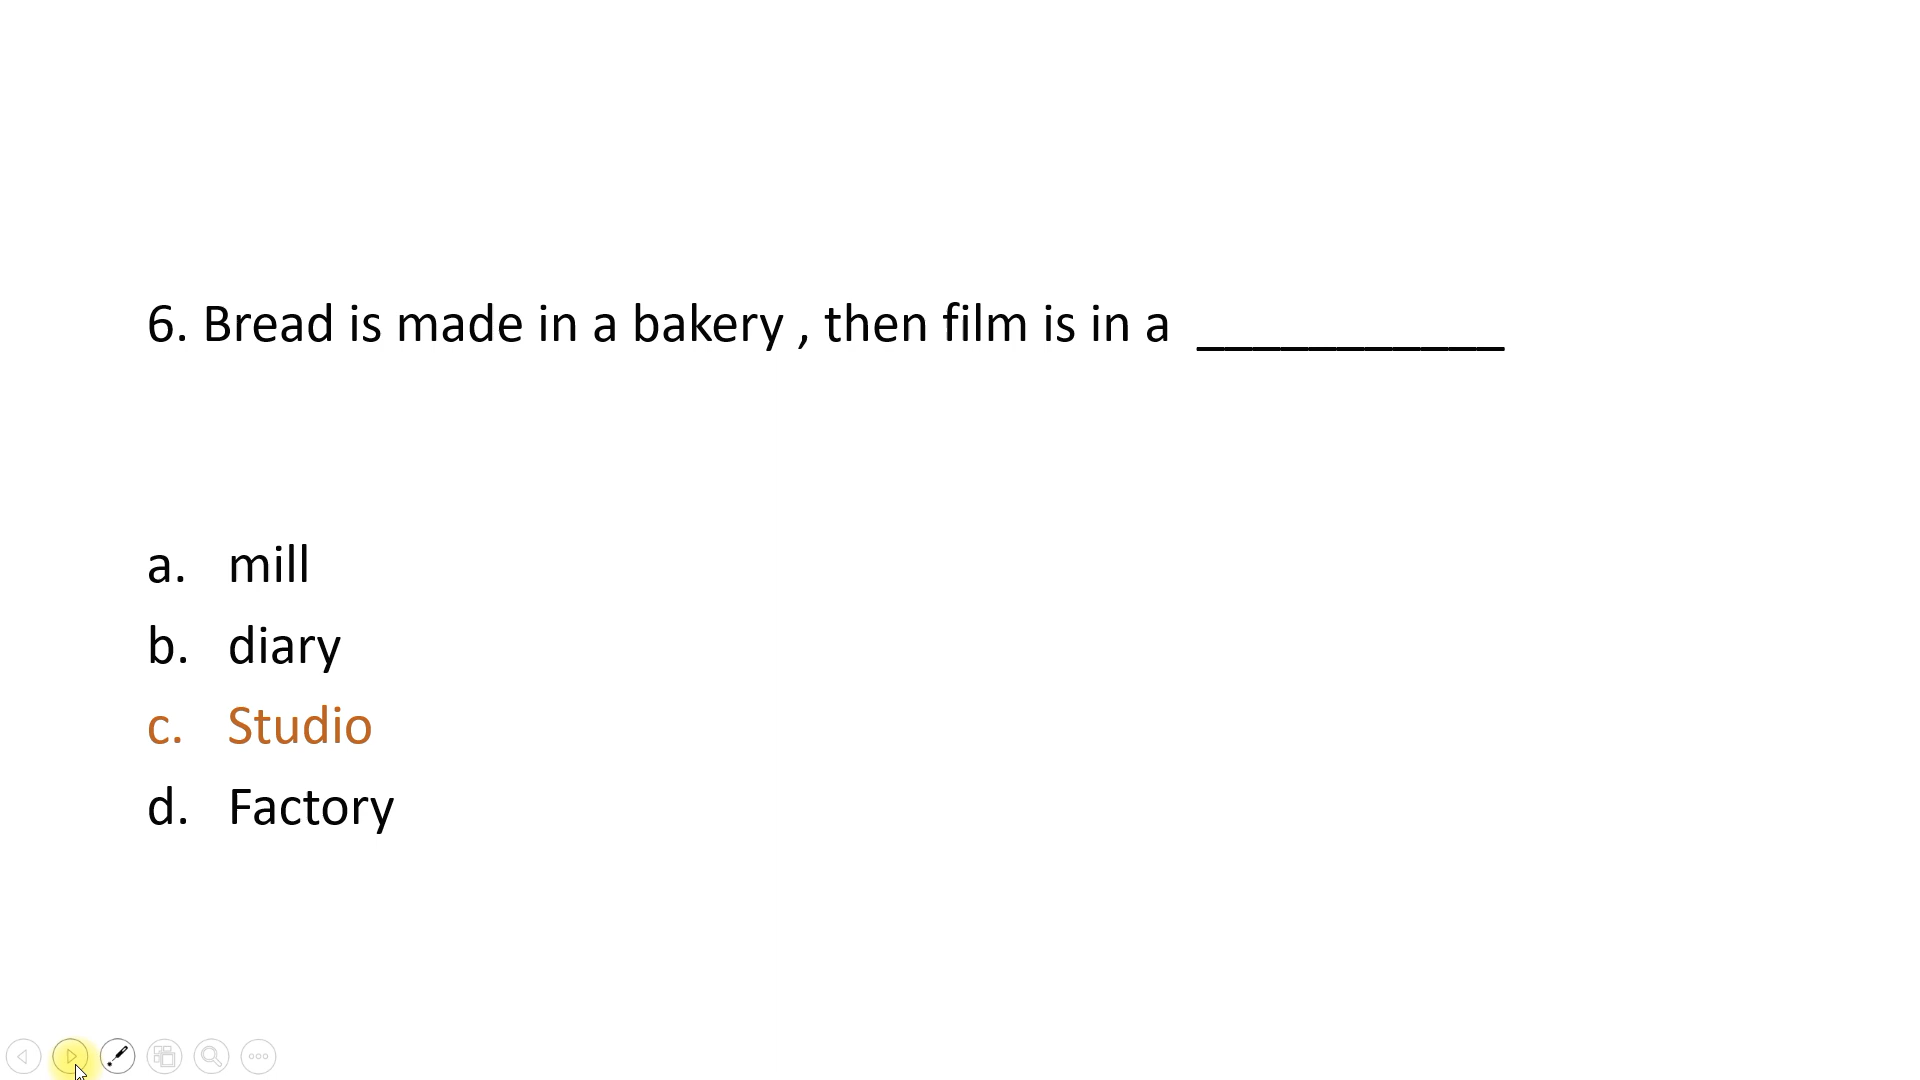 6. Bread is made in a bakery , then film is in a ___________
a. mill
b. diary
c. Studio
d. Factory